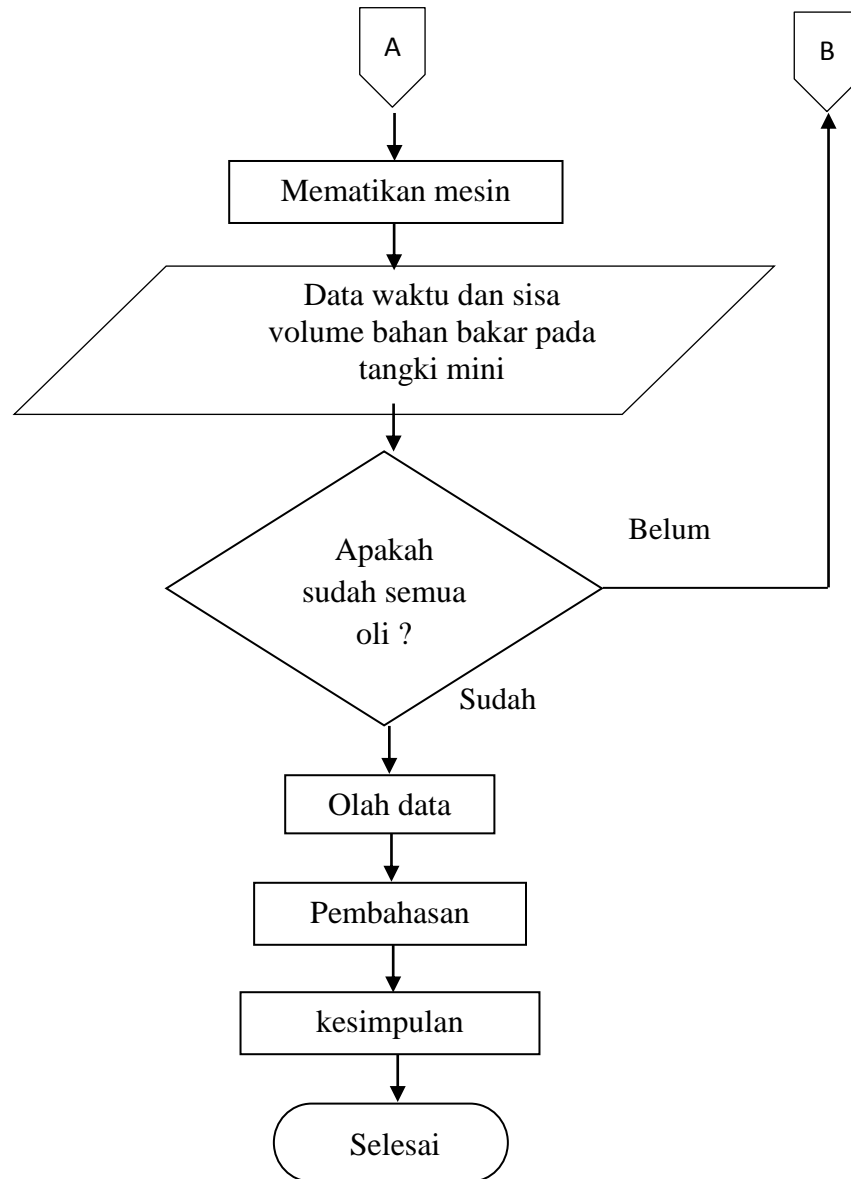 A
B
Mematikan mesin
Data waktu dan sisa
volume bahan bakar pada
tangki mini
Belum
Apakah
sudah semua
oli ?
Sudah
Olah data
Pembahasan
kesimpulan
Selesai